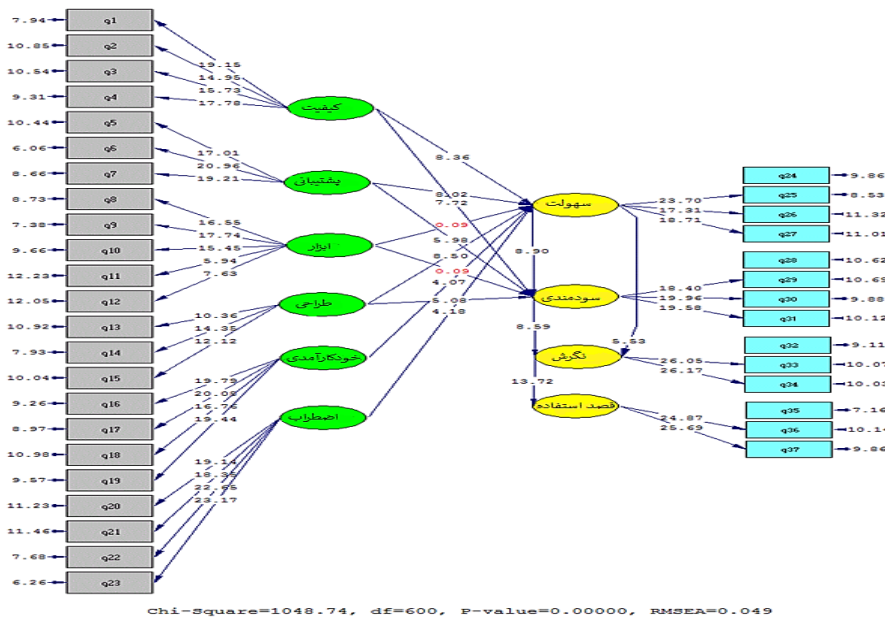 7.94 q1
10.85 q2
10.54 q3
9.31 q4
10.44 q5
6.06 q6
8.66 q7
8.73 q8
7.38 q9
9.66 q10
12.23 q11
12.05 q12
10.92 q13
7.93 q14
10.04 q15
9.26 q16
8.97 q17
10.98 q18
9.57 q19
11.23 q20
11.46 q21
7.68 q22
6.26 q23
19.15
14.95
15.73
17.78
17.01
20.96
19.21
16.55
17.74
15.45
5.94
7.63
10.36
14.35
12.12
19.79
20.08
16.76
19.44
19.14
18.35
22.65
23.17
کیفیت
پشتیبانی
ابزار
طراحی
خودکارآمدی
اضطراب
8.36
8.02
7.72
0.09
5.98
8.50
0.09
4.07
5.08
4.18
سهولت
8.90
سودمندی
8.59
5.53
نگرش
13.72
قصد استفاده
23.70
17.31
18.71
18.40
19.96
19.58
26.05
26.17
24.87
25.69
q24 9.86
q25 8.53
q26 11.32
q27 11.01
q28 10.62
q29 10.69
q30 9.88
q31 10.12
q32 9.11
q33 10.07
q34 10.03
q35 7.14
q36 10.14
q37 9.86
Chi-Square=1048.74, df=600, P-value=0.00000, RMSEA=0.049